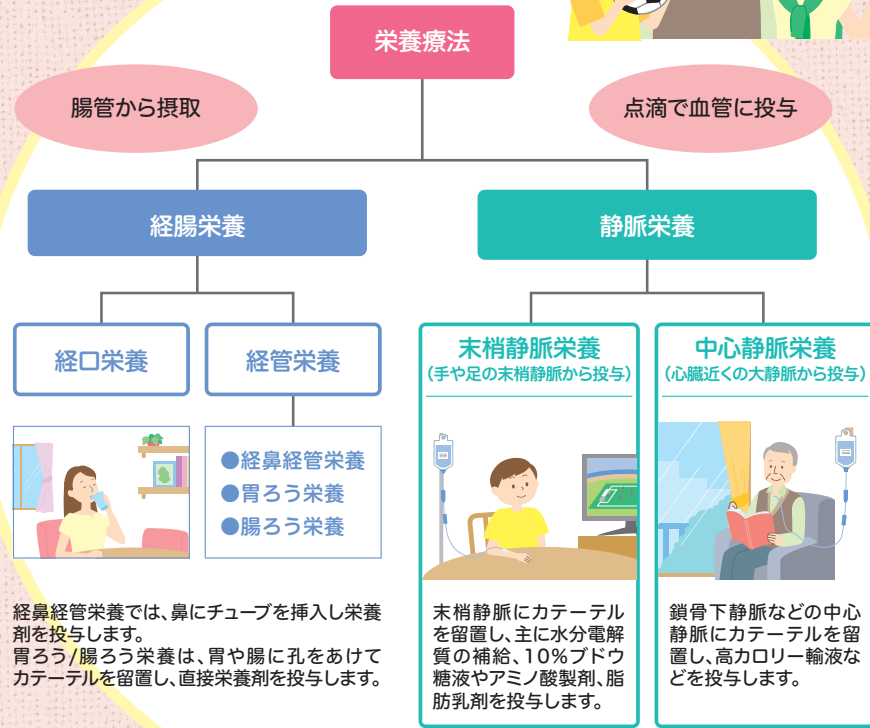 栄養療法
腸管から摂取
点滴で血管に投与
経腸栄養
静脈栄養
経口栄養
経管栄養
●経鼻経管栄養
●胃ろう栄養
●腸ろう栄養
経鼻経管栄養では、鼻にチューブを挿入し栄養
剤を投与します。
胃ろう/腸ろう栄養は、胃や腸に孔をあけて
カテーテルを留置し、直接栄養剤を投与します。
末梢静脈栄養
(手や足の末梢静脈から投与)
末梢静脈にカテーテル
を留置し、主に水分電解
質の補給、10%ブドウ
糖液やアミノ酸製剤、脂
肪乳剤を投与します。
中心静脈栄養
(心臓近くの大静脈から投与)
鎖骨下静脈などの中心
静脈にカテーテルを留
置し、高カロリー輸液な
どを投与します。